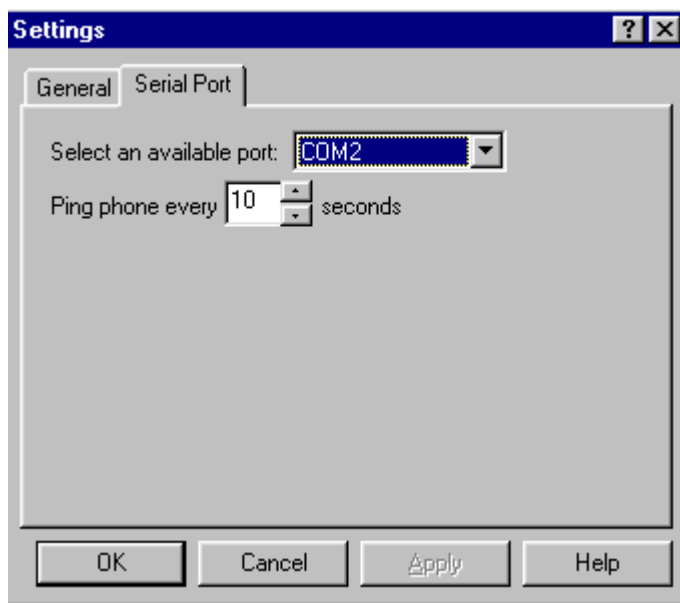 Settings
General Serial Port
Select an available port: COM2
Ping phone every 10 seconds
OK Cancel Apply Help